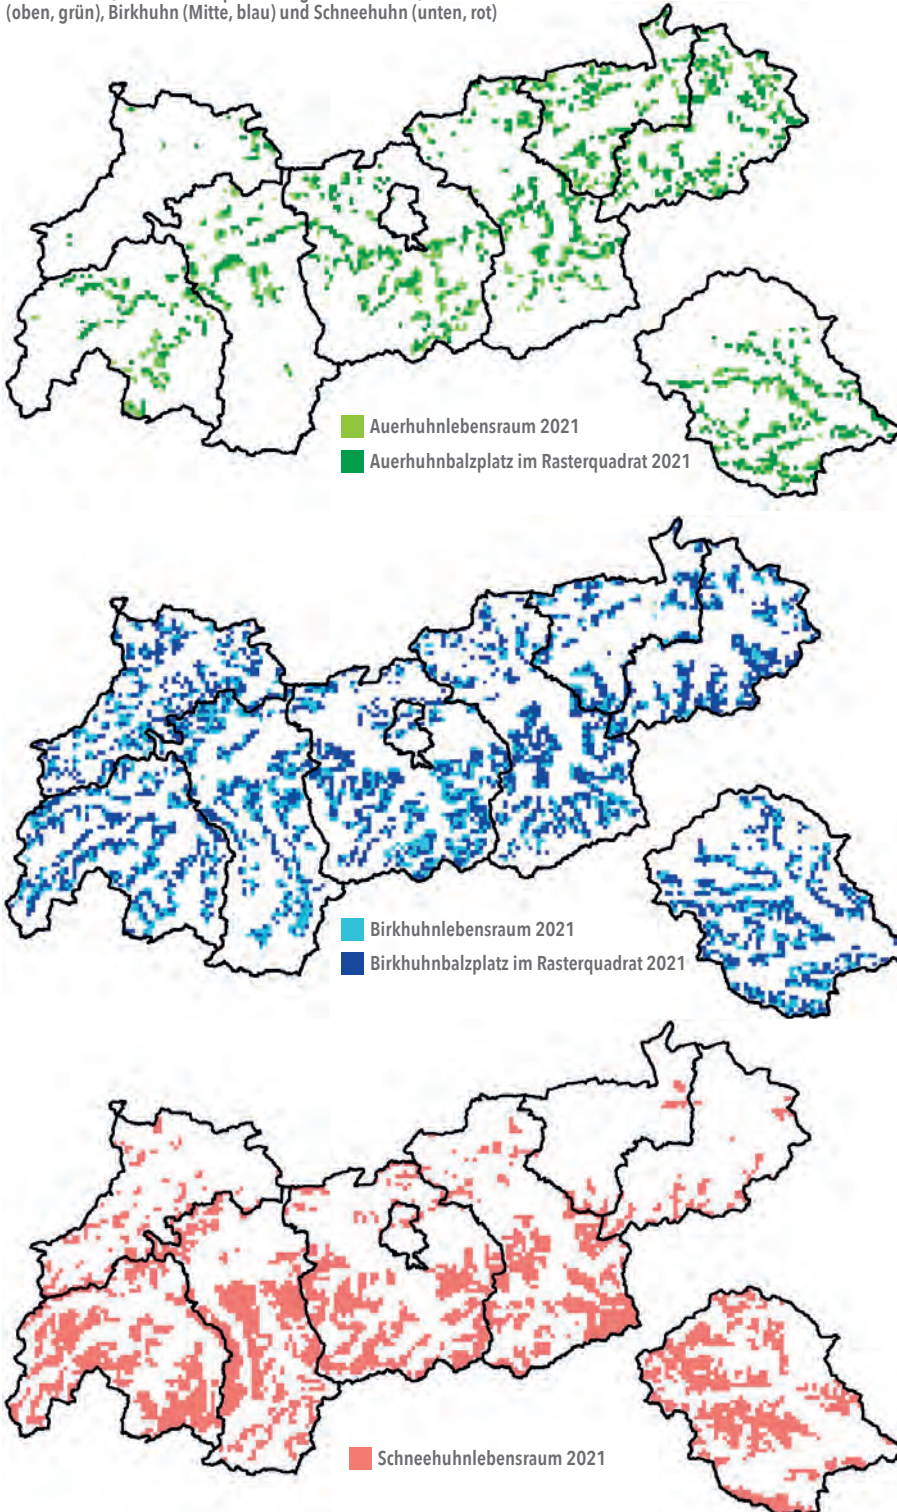 (oben, grün), Birkhuhn (Mitte, blau) und Schneehuhn (unten, rot)
Auerhuhnlebensraum 2021
Auerhuhnbalzplatz im Rasterquadrat 2021
Birkhuhnlebensraum 2021
Birkhuhnbalzplatz im Rasterquadrat 2021
Schneehuhnlebensraum 2021